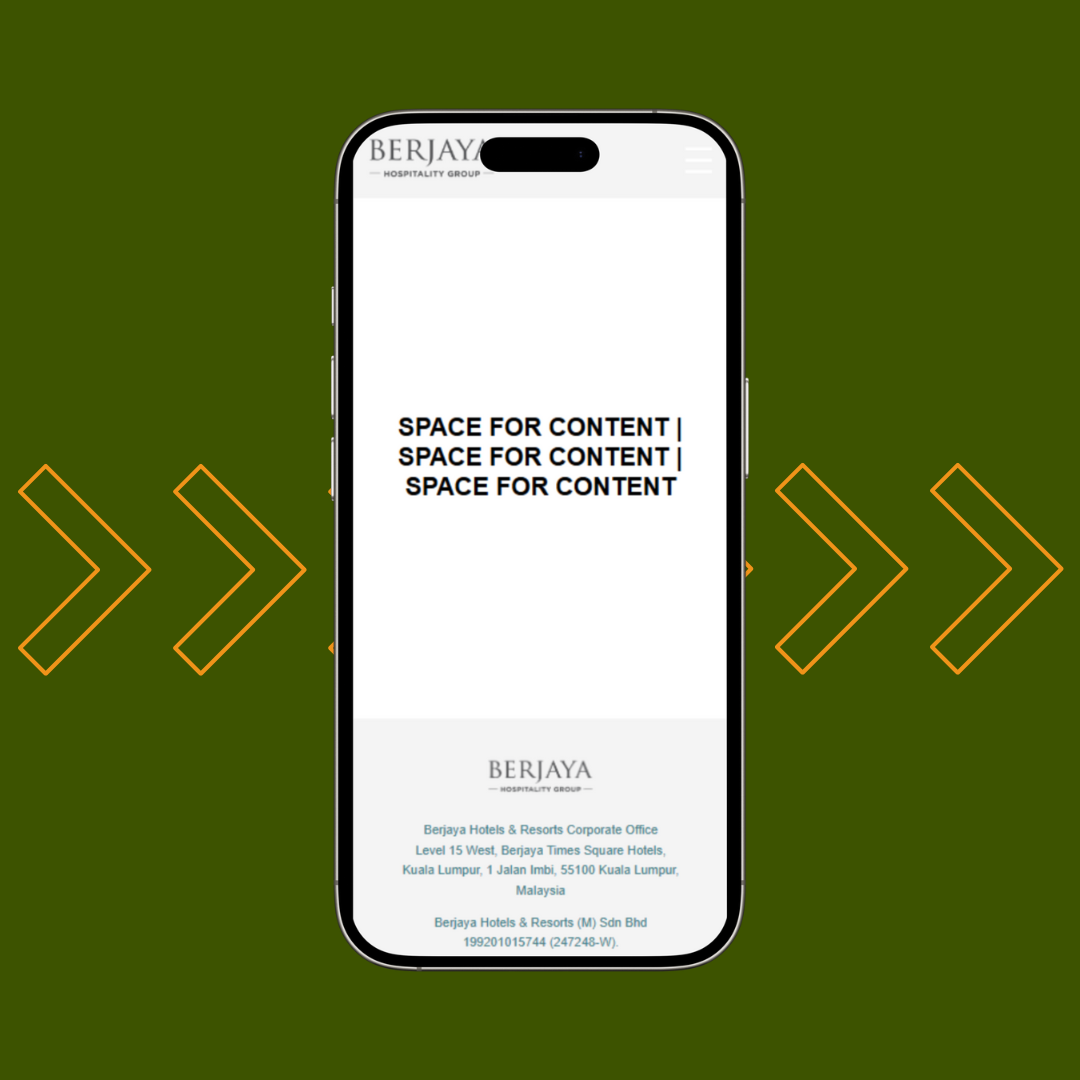 BERJAYA
HOSPITALITY GROUP
SPACE FOR CONTENT |
SPACE FOR CONTENT |
SPACE FOR CONTENT
BERJAYA
HOSPITALITY GROUP
Berjaya Hotels & Resorts Corporate Office
Level 15 West, Berjaya Times Square Hotels,
Kuala Lumpur, 1 Jalan Imbi, 55100 Kuala Lumpur,
Malaysia
Berjaya Hotels & Resorts (M) Sdn Bhd
199201015744 (247248-W).